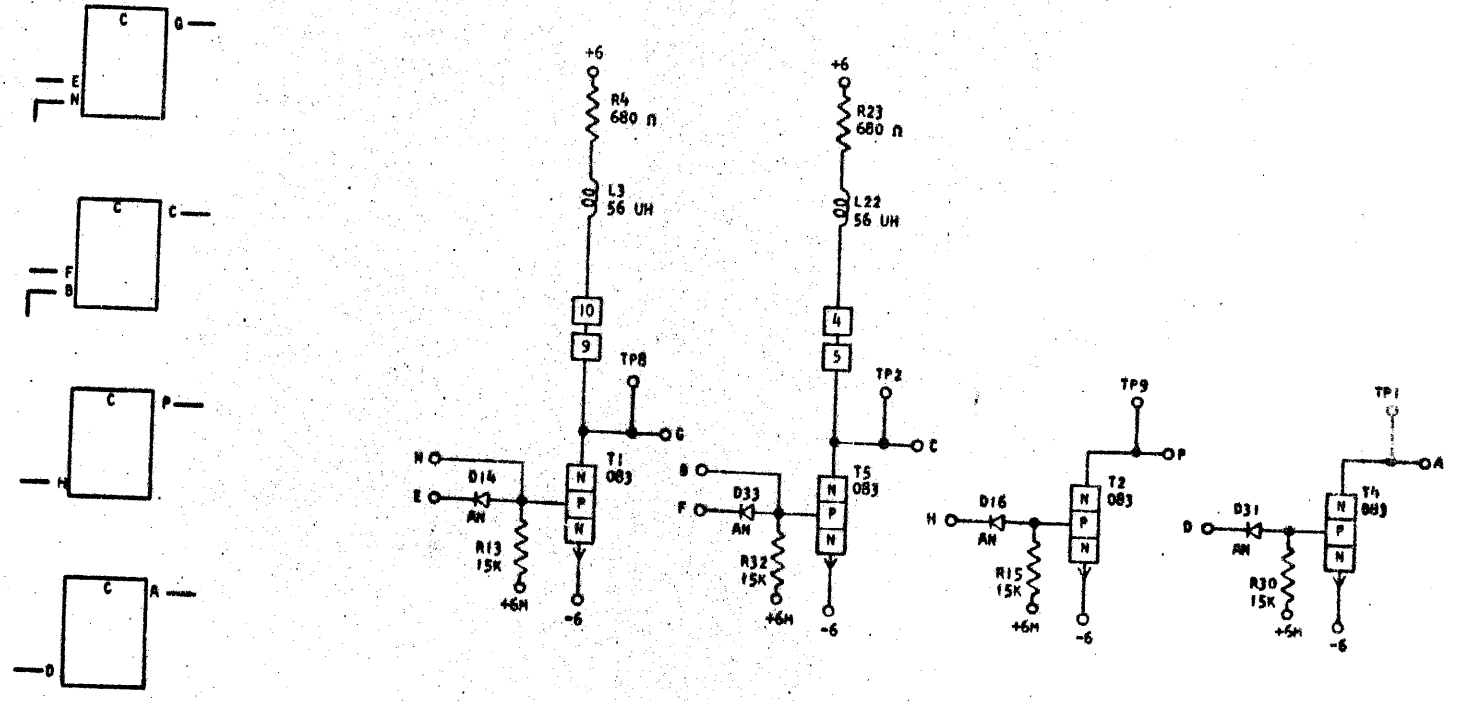 C
G
E
N
C
C
F
B
C
P
H
C
A
D
+6
R4
680 Ω
L3
56 UH
10
9
TP8
G
N
D14
E
AN
T1
083
N
P
N
R13
15K
+6M
-6
+6
R23
680 Ω
L22
56 UH
4
5
TP2
C
B
D33
F
AN
T5
083
N
P
N
R32
15K
+6M
-6
TP9
P
H
D16
AN
T2
083
N
P
N
R15
15K
+6M
-6
TP1
A
D
D31
AN
T4
083
N
P
N
R30
15K
+6M
-6